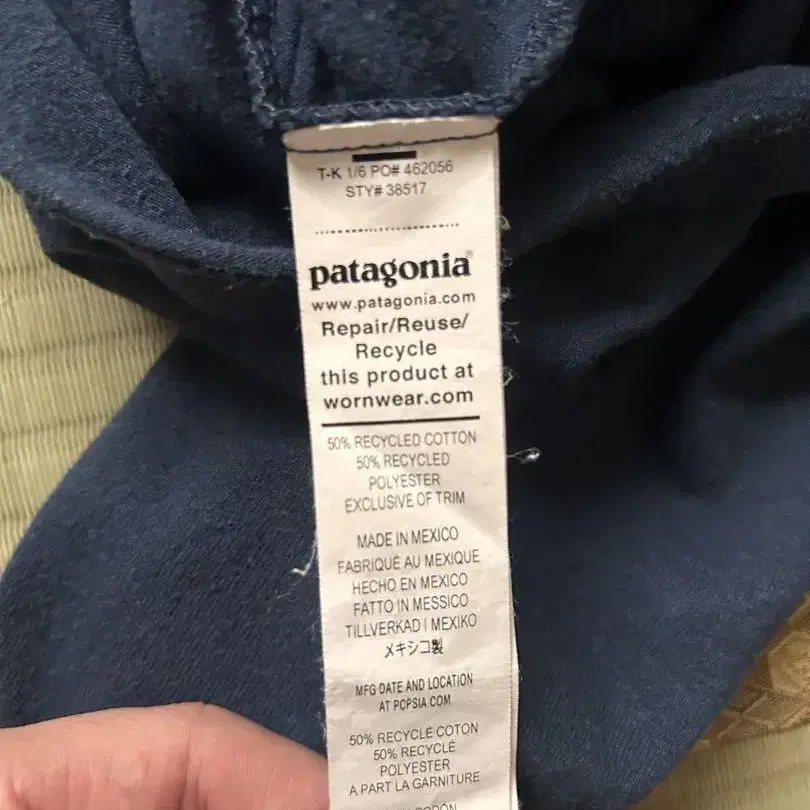 T-K 1/6 PO# 462056
STY# 38517
patagonia®
www.patagonia.com
Repair/Reuse/
Recycle
this product at
wornwear.com
50% RECYCLED COTTON
50% RECYCLED
POLYESTER
EXCLUSIVE OF TRIM
MADE IN MEXICO
FABRIQUÉ AU MEXIQUE
HECHO EN MÉXICO
FATTO IN MESSICO
TILLVERKAD I MEXIKO
メキシコ製
MFG DATE AND LOCATION
AT PCPSIA.COM
50% RECYCLÉ COTON
50% RECYCLÉ
POLYESTER
A PART LA GARNITURE